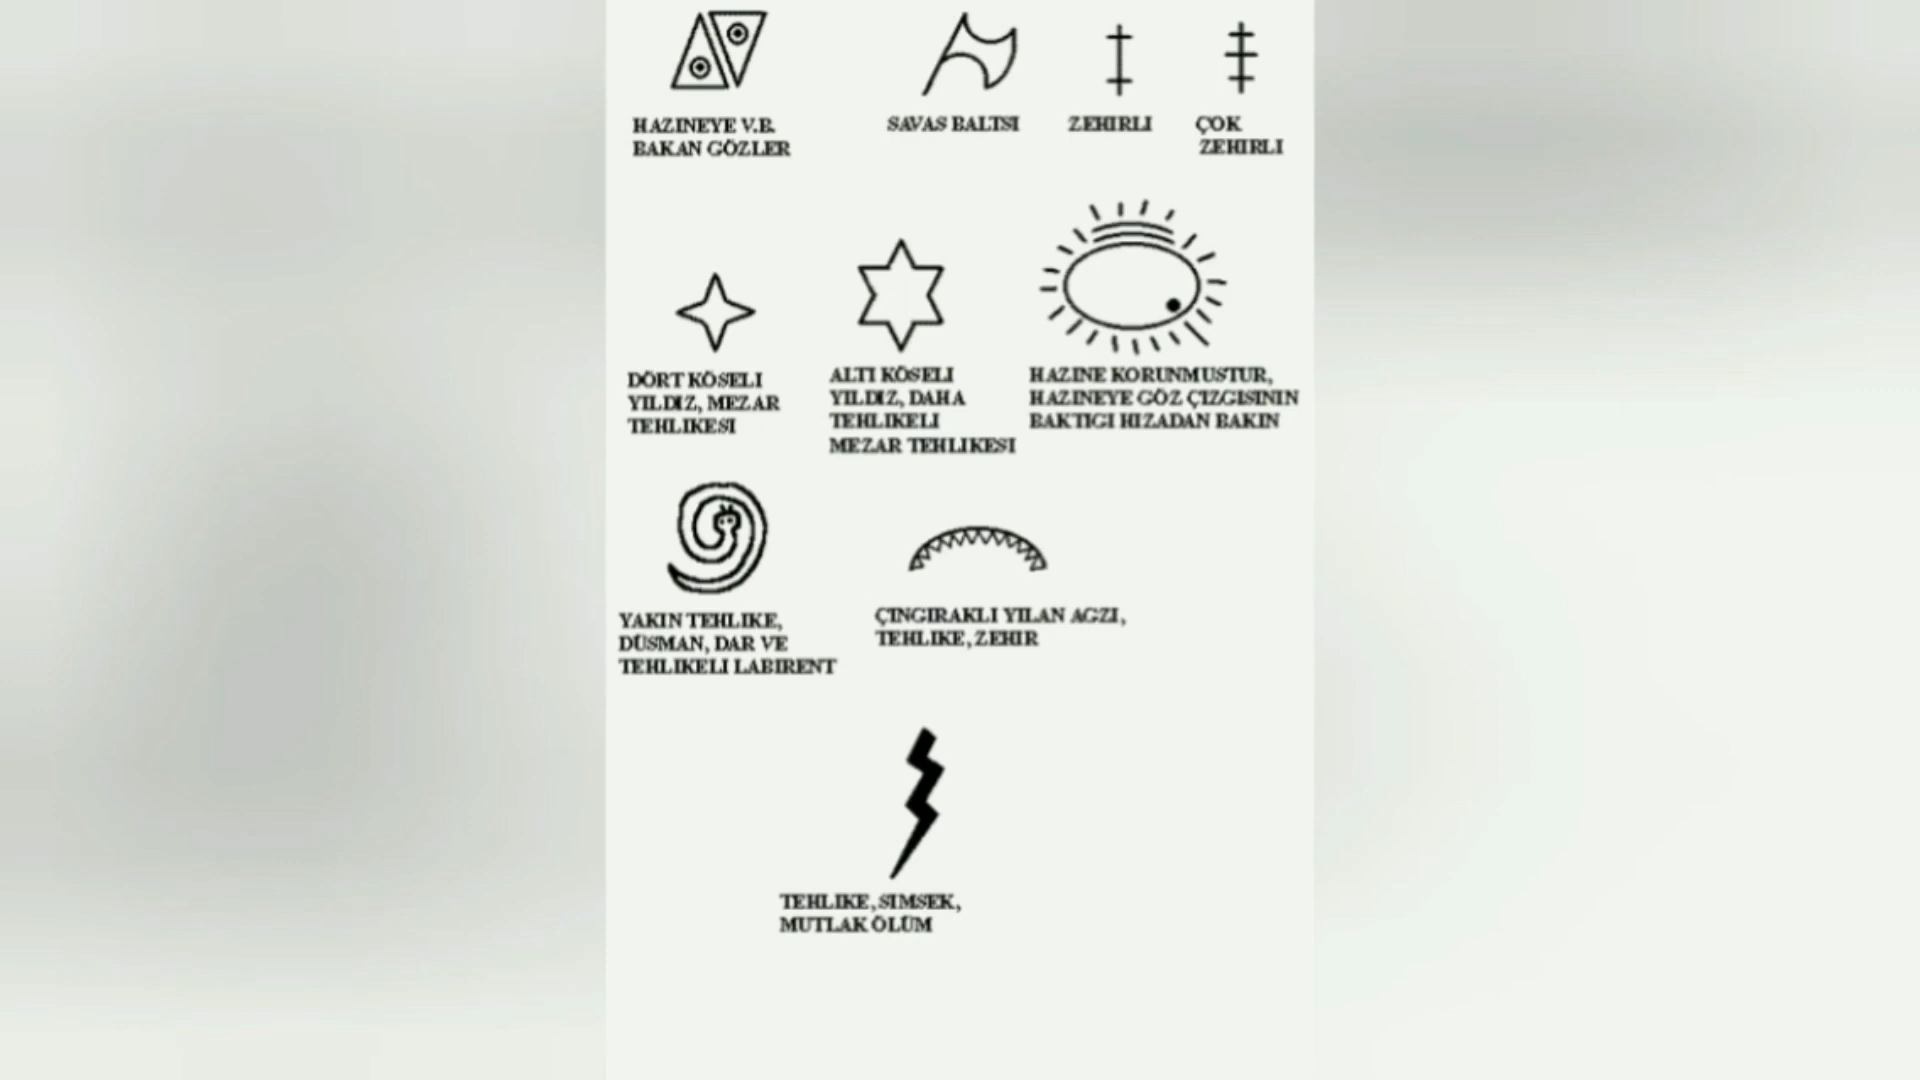 HAZINEYE V.B.
BAKAN GÖZLER
SAVAS BALTSI
ZEHIRLI
ÇOK
ZEHIRLI
DÖRT KÖSELI
YILDIZ, MEZAR
TEHLIKESI
ALTI KÖSELI
YILDIZ, DAHA
TEHLIKELI
MEZAR TEHLIKESI
HAZINE KORUNMUSTUR,
HAZINEYE GÖZ ÇIZGISININ
BAKTIGI HIZADAN BAKIN
YAKIN TEHLIKE,
DÜSMAN, DAR VE
TEHLIKELI LABIRENT
ÇINGIRAKLI YILAN AGZI,
TEHLIKE, ZEHIR
TEHLIKE, SIMSEK,
MUTLAK ÖLÜM